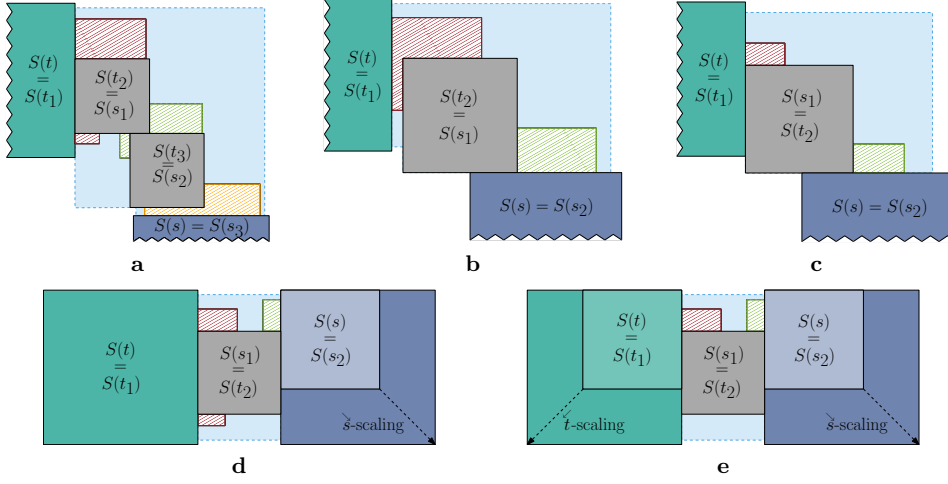 S(t)
=
S(t₁)
S(t₂)
=
S(s₁)
S(t₃)
=
S(s₂)
S(s) = S(s₃)
a
S(t)
=
S(t₁)
S(t₂)
=
S(s₁)
S(s) = S(s₂)
b
S(t)
=
S(t₁)
S(s₁)
=
S(t₂)
S(s) = S(s₂)
c
S(t)
=
S(t₁)
S(s₁)
=
S(t₂)
S(s)
=
S(s₂)
↘s-scaling
d
S(t)
=
S(t₁)
S(s₁)
=
S(t₂)
S(s)
=
S(s₂)
↙t-scaling
↘s-scaling
e